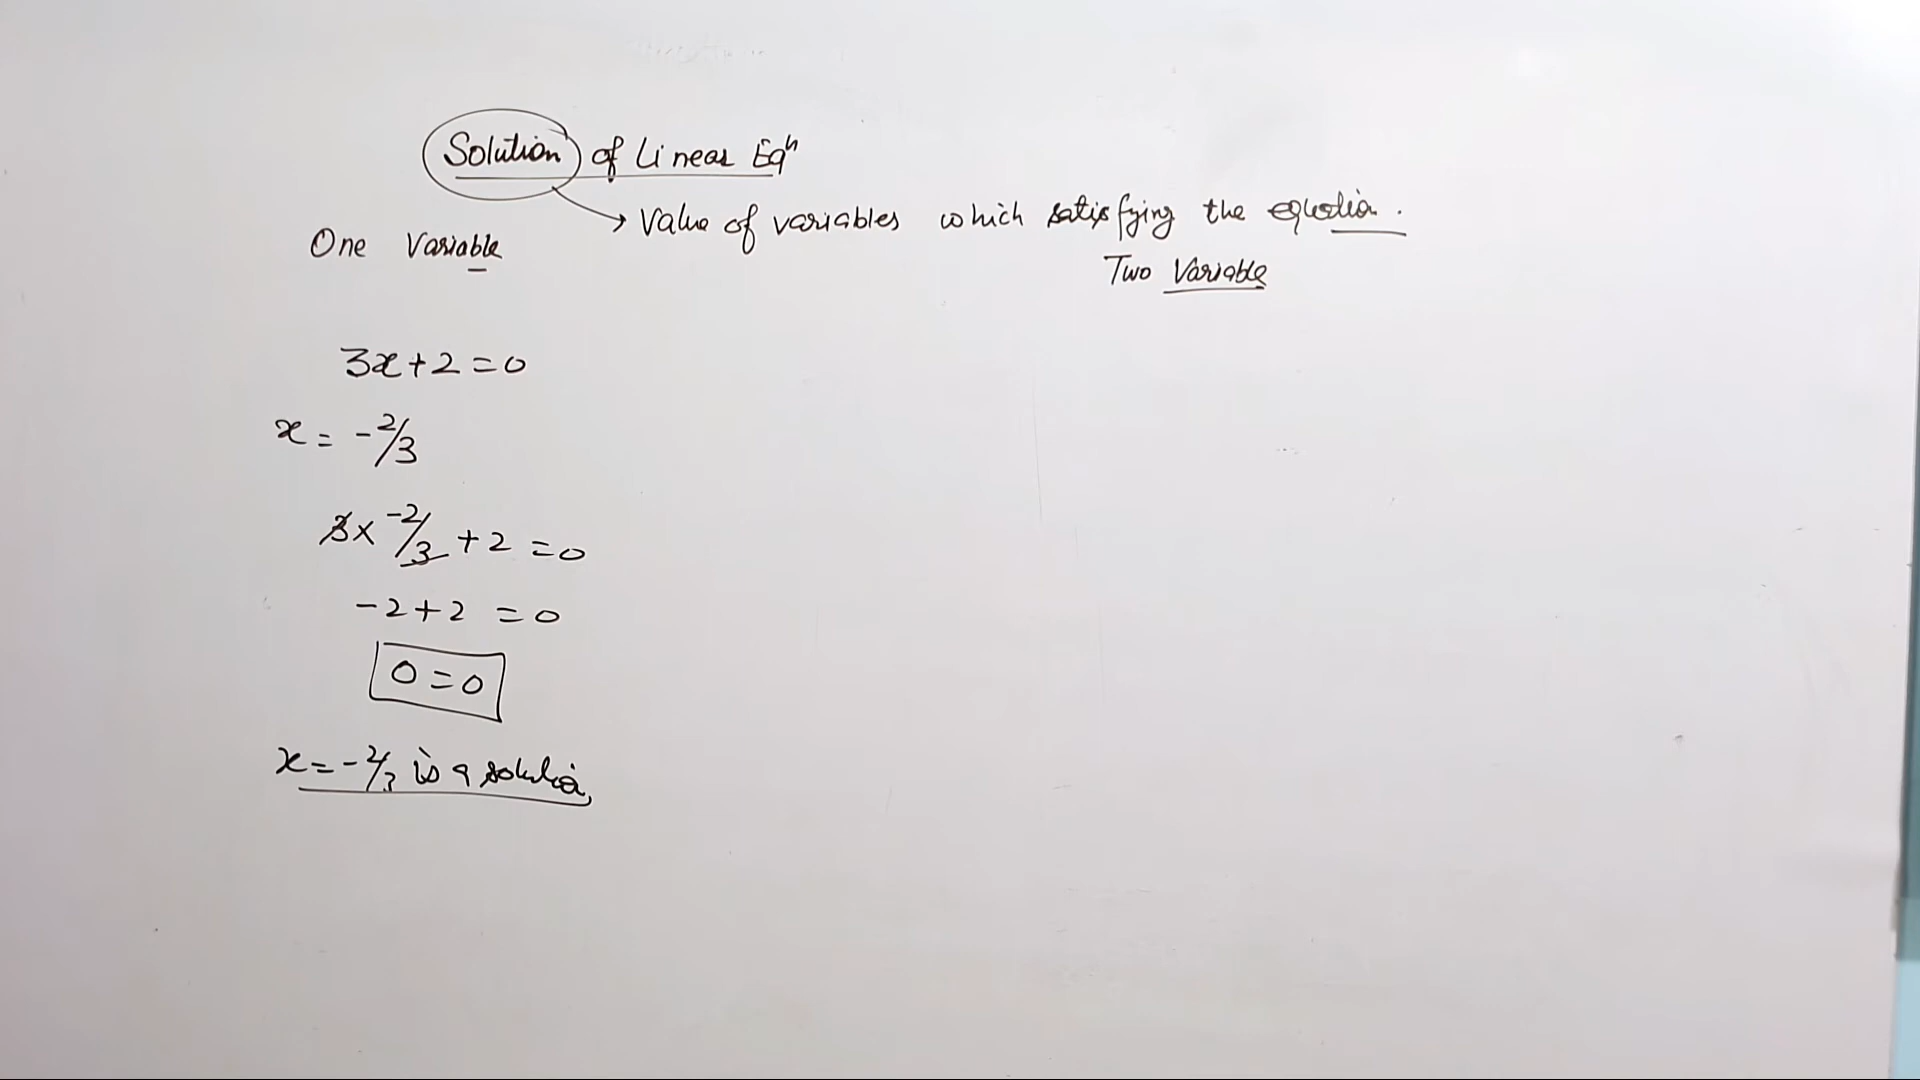 Solution of Linear Eqn
→ Value of variables which satisfying the equation.
One Variable
Two Variable
3x+2=0
x = -2/3
3x -2/3 +2 =0
-2+2 =0
0=0
x=-2/3 is a solution